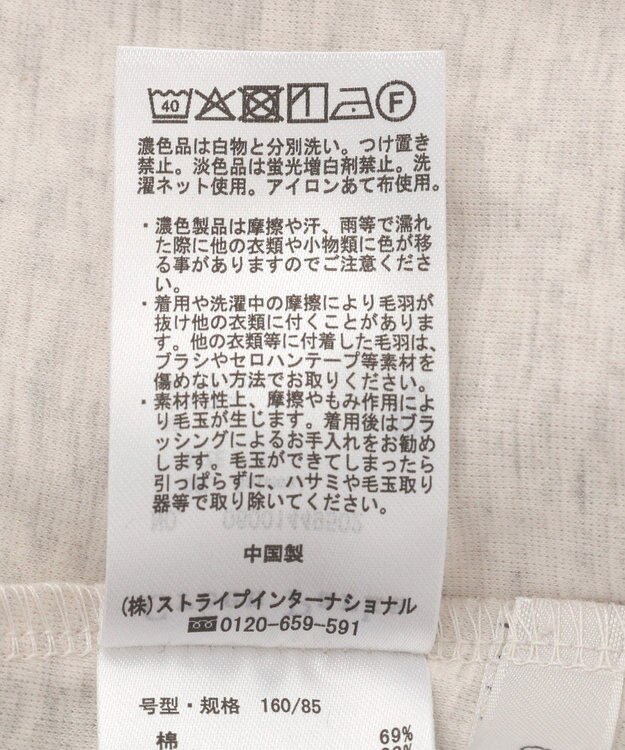 40 F
濃色品は白物と分別洗い。つけ置き
禁止。淡色品は蛍光増白剤禁止。洗
濯ネット使用。アイロンあて布使用。
・濃色製品は摩擦や汗、雨等で濡れ
た際に他の衣類や小物類に色が移
る事がありますのでご注意くださ
い。
・着用や洗濯中の摩擦により毛羽が
抜け他の衣類に付くことがありま
す。他の衣類等に付着した毛羽は、
ブラシやセロハンテープ等素材を
傷めない方法でお取りください。
・素材特性上、摩擦やもみ作用によ
り毛玉が生じます。着用後はブラ
ッシングによるお手入れをお勧め
します。毛玉ができてしまったら
引っぱらずに、ハサミや毛玉取り
器等で取り除いてください。
中国製
(株)ストライプインターナショナル
0120-659-591
号型·规格 160/85
棉 69%